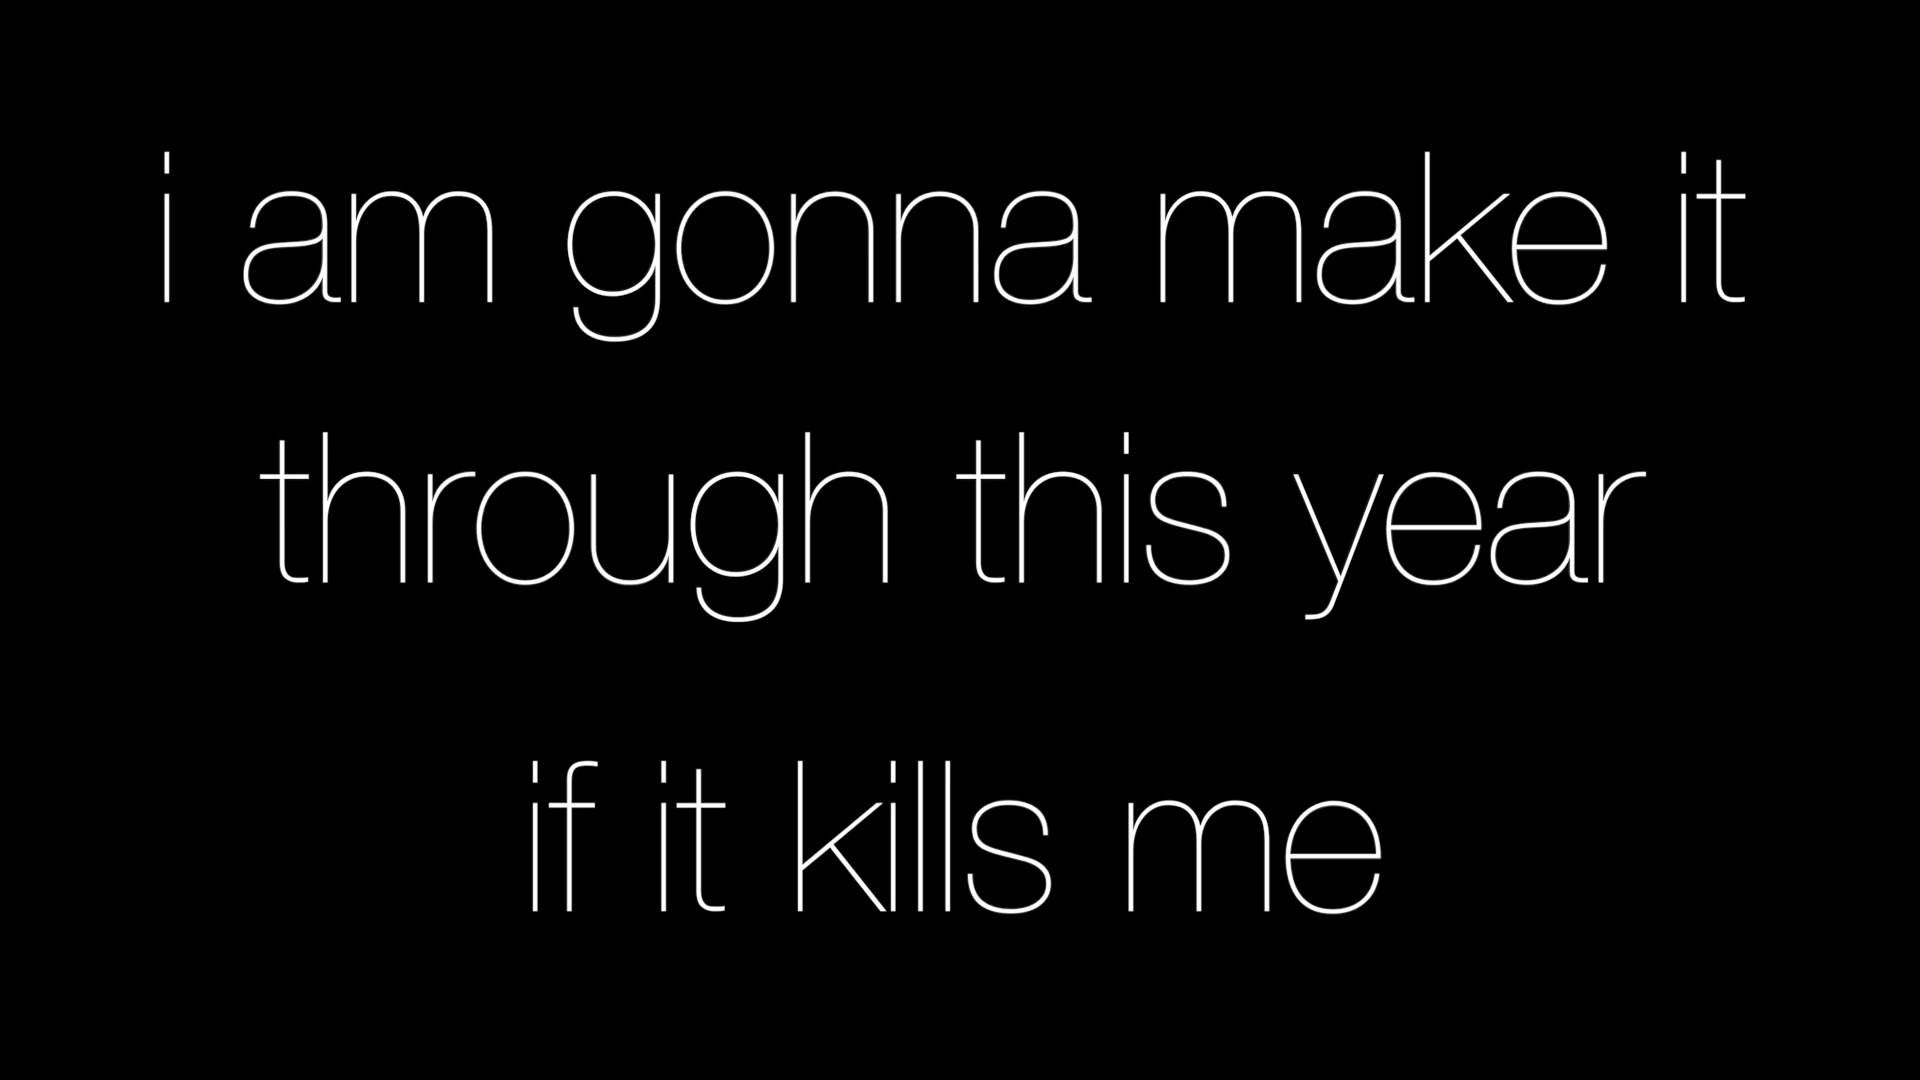 i am gonna make it
through this year
if it kills me